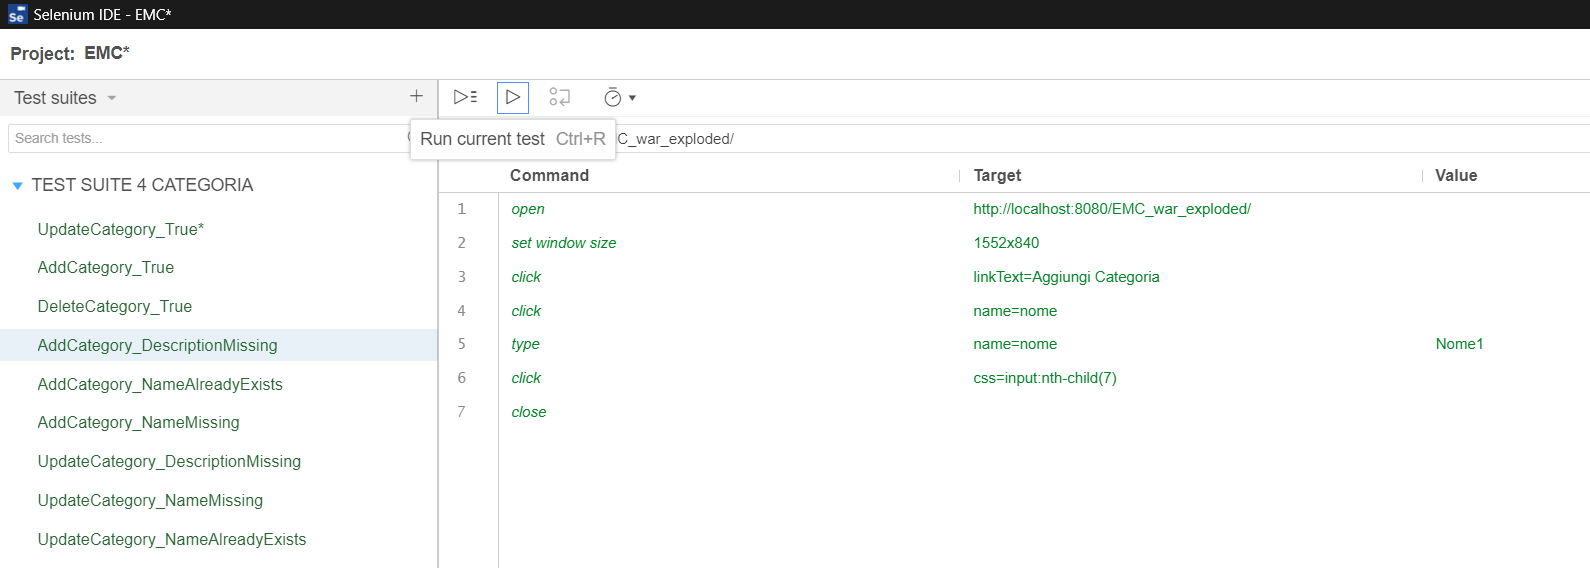 Selenium IDE - EMC*
Project: EMC*
Test suites
Search tests...
Run current test Ctrl+R
C_war_exploded/
TEST SUITE 4 CATEGORIA
UpdateCategory_True*
AddCategory_True
DeleteCategory_True
AddCategory_DescriptionMissing
AddCategory_NameAlreadyExists
AddCategory_NameMissing
UpdateCategory_DescriptionMissing
UpdateCategory_NameMissing
UpdateCategory_NameAlreadyExists
Command Target Value
1 open http://localhost:8080/EMC_war_exploded/
2 set window size 1552x840
3 click linkText=Aggiungi Categoria
4 click name=nome
5 type name=nome Nome1
6 click css=input:nth-child(7)
7 close